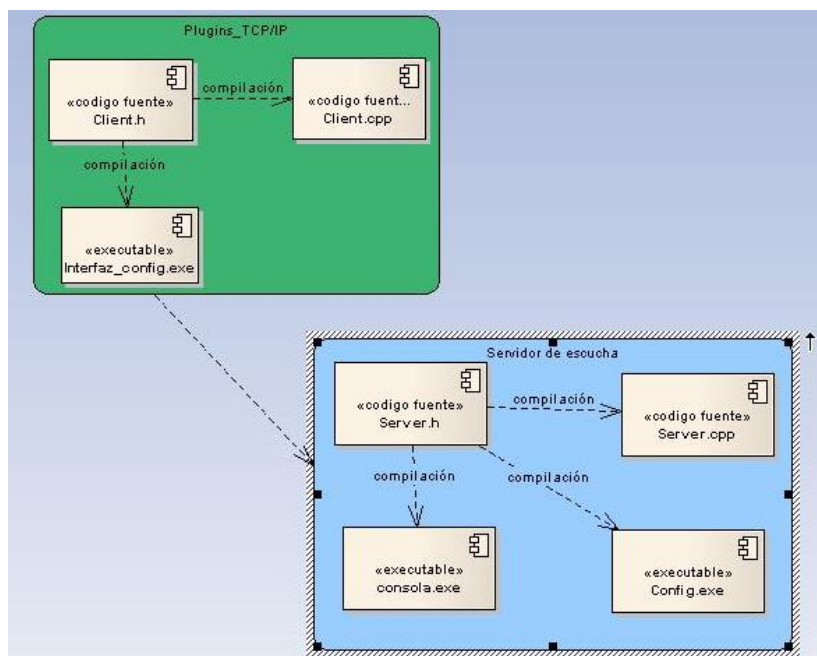 Plugins_TCP/IP
«codigo fuente»
Client.h
compilación
«codigo fuent...
Client.cpp
compilación
«executable»
Interfaz_config.exe
Servidor de escucha
«codigo fuente»
Server.h
compilación
«codigo fuente»
Server.cpp
compilación
compilación
«executable»
consola.exe
«executable»
Config.exe